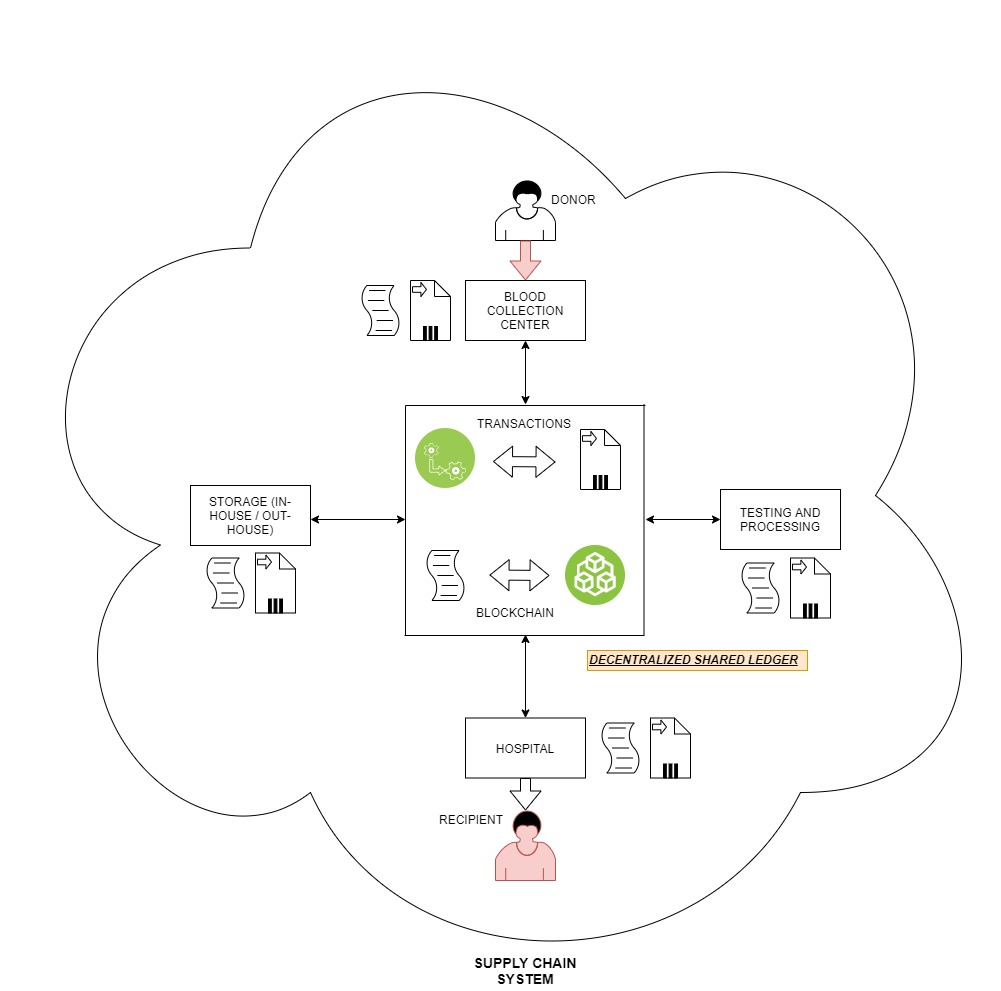 DONOR
BLOOD
COLLECTION
CENTER
TRANSACTIONS
STORAGE (IN-
HOUSE / OUT-
HOUSE)
TESTING AND
PROCESSING
BLOCKCHAIN
DECENTRALIZED SHARED LEDGER
HOSPITAL
RECIPIENT
SUPPLY CHAIN
SYSTEM